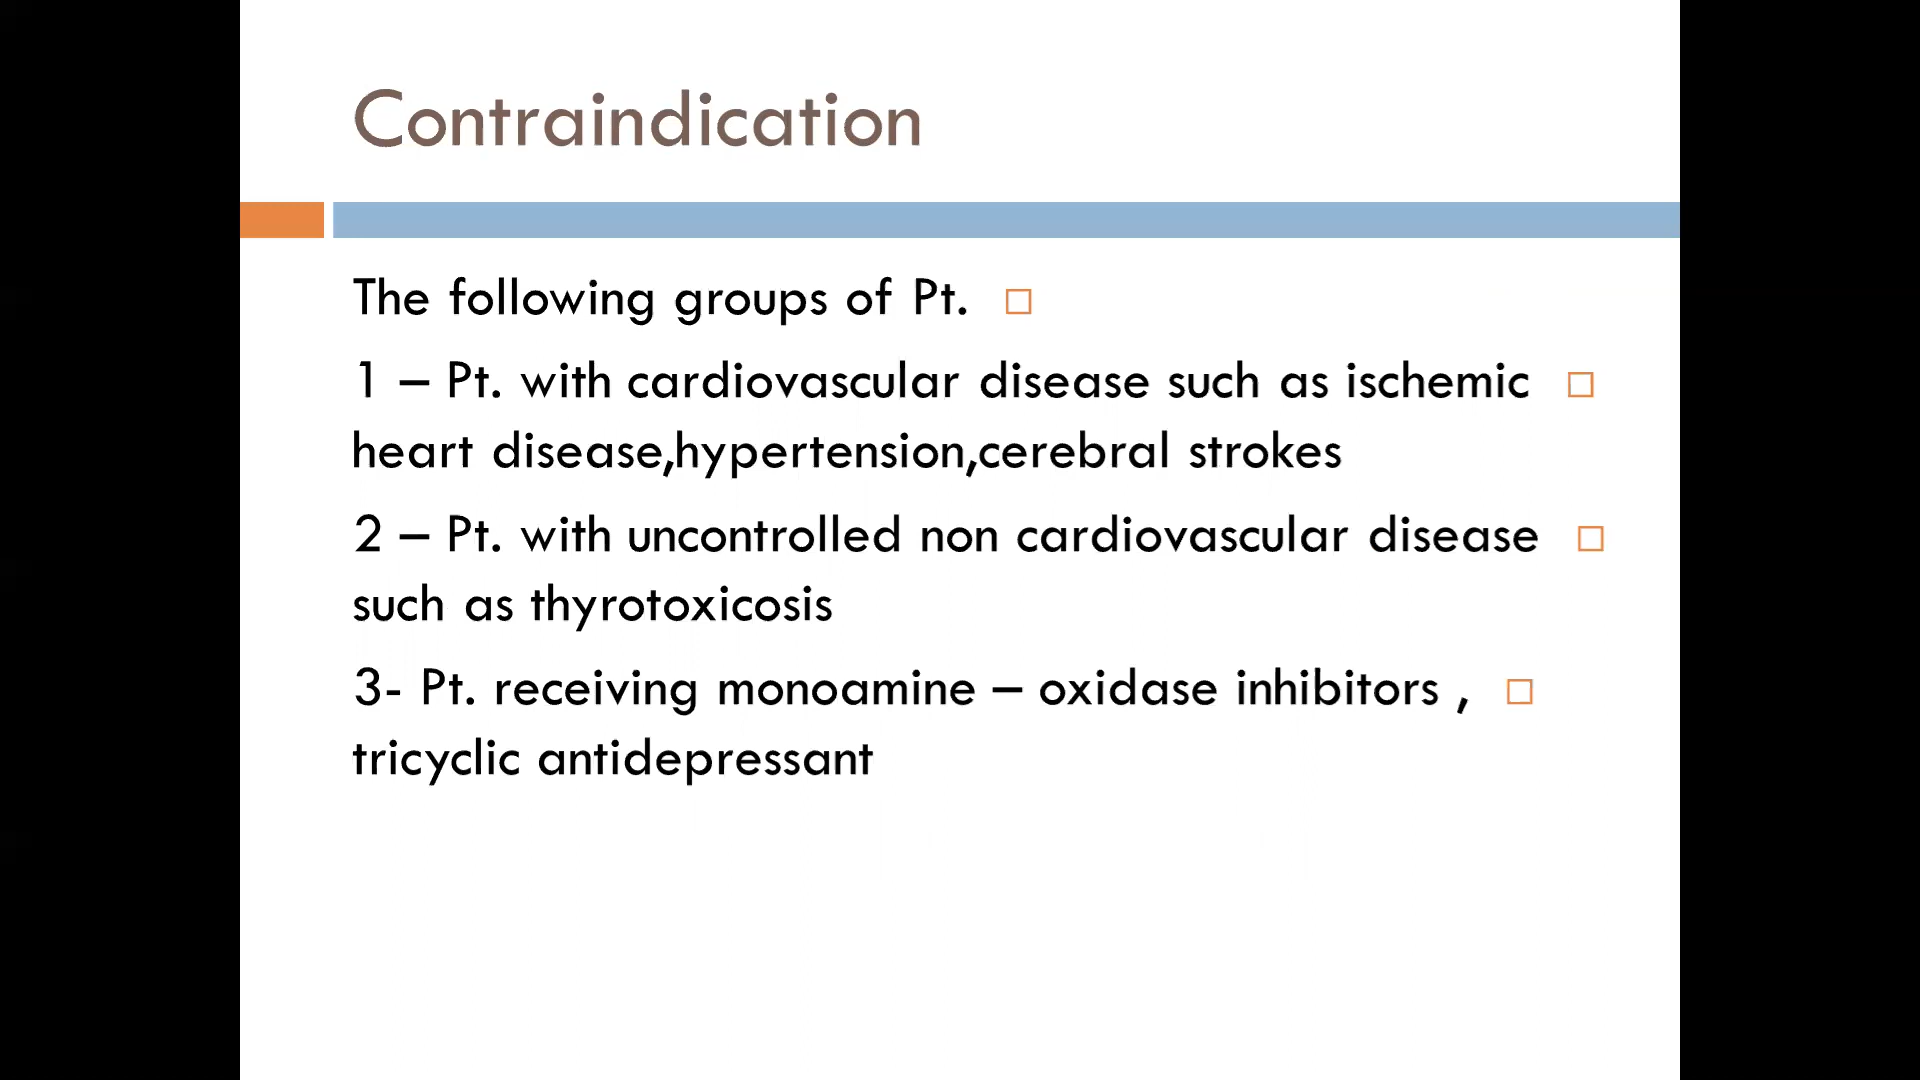 Contraindication
The following groups of Pt.
1 – Pt. with cardiovascular disease such as ischemic
heart disease,hypertension,cerebral strokes
2 – Pt. with uncontrolled non cardiovascular disease
such as thyrotoxicosis
3- Pt. receiving monoamine – oxidase inhibitors ,
tricyclic antidepressant